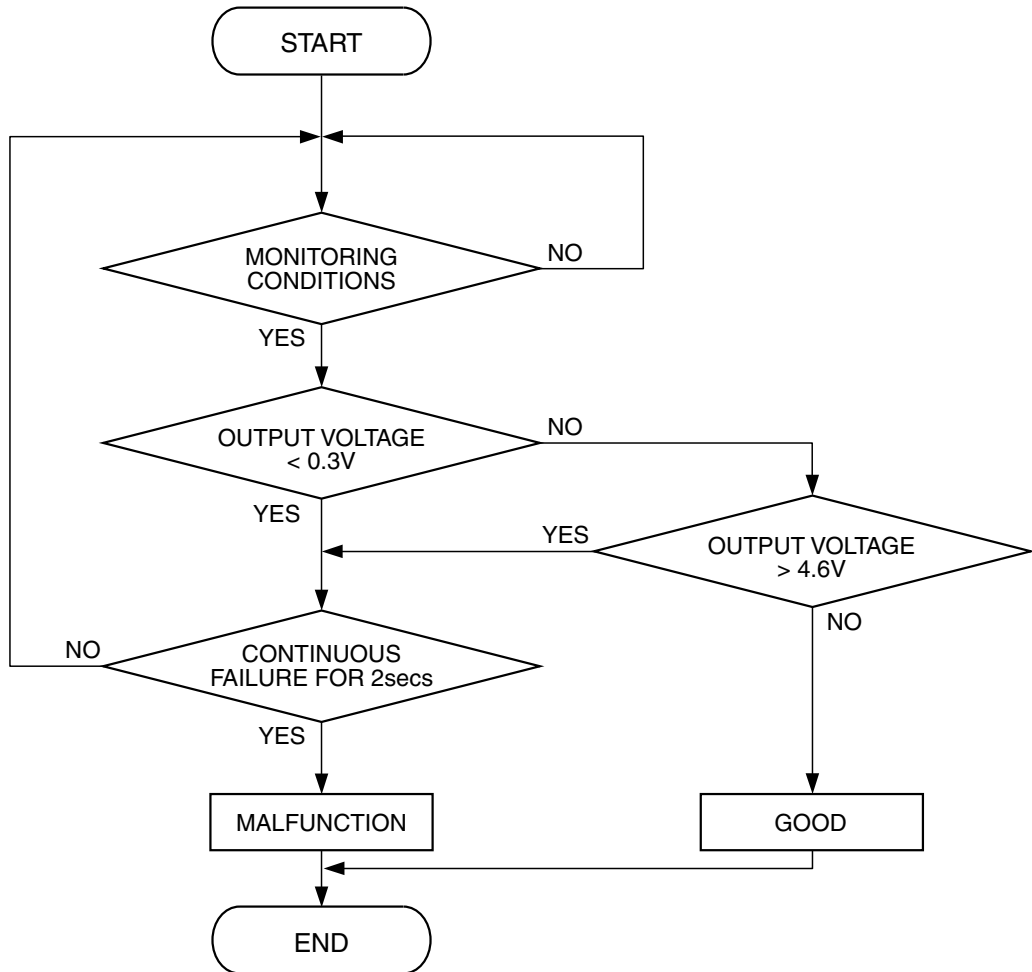 START
MONITORING
CONDITIONS
NO
YES
OUTPUT VOLTAGE
< 0.3V
NO
YES
YES
OUTPUT VOLTAGE
> 4.6V
NO
NO
CONTINUOUS
FAILURE FOR 2secs
YES
MALFUNCTION
GOOD
END